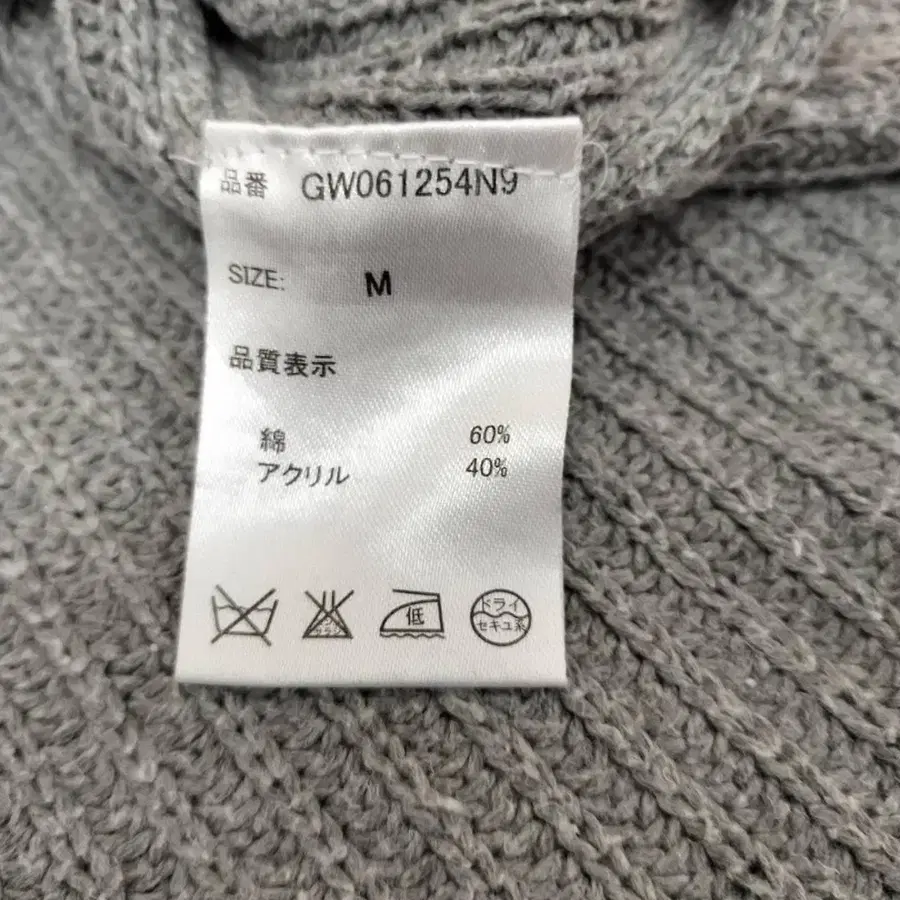 品番 GW061254N9
SIZE: M
品質表示
綿 60%
アクリル 40%
低
ドライ
セキユ系